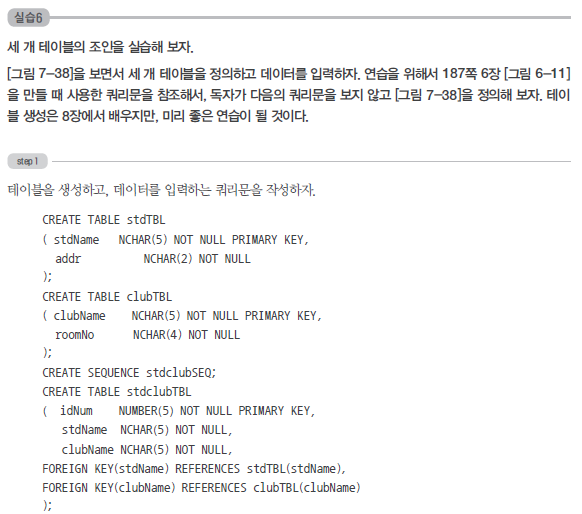 실습6
세 개 테이블의 조인을 실습해 보자.
[그림 7-38]을 보면서 세 개 테이블을 정의하고 데이터를 입력하자. 연습을 위해서 187쪽 6장 [그림 6-11]
을 만들 때 사용한 쿼리문을 참조해서, 독자가 다음의 쿼리문을 보지 않고 [그림 7-38]을 정의해 보자. 테이
블 생성은 8장에서 배우지만, 미리 좋은 연습이 될 것이다.
step 1
테이블을 생성하고, 데이터를 입력하는 쿼리문을 작성하자.
CREATE TABLE stdTBL
( stdName NCHAR(5) NOT NULL PRIMARY KEY,
addr NCHAR(2) NOT NULL
);
CREATE TABLE clubTBL
( clubName NCHAR(5) NOT NULL PRIMARY KEY,
roomNo NCHAR(4) NOT NULL
);
CREATE SEQUENCE stdclubSEQ;
CREATE TABLE stdclubTBL
( idNum NUMBER(5) NOT NULL PRIMARY KEY,
stdName NCHAR(5) NOT NULL,
clubName NCHAR(5) NOT NULL,
FOREIGN KEY(stdName) REFERENCES stdTBL(stdName),
FOREIGN KEY(clubName) REFERENCES clubTBL(clubName)
);